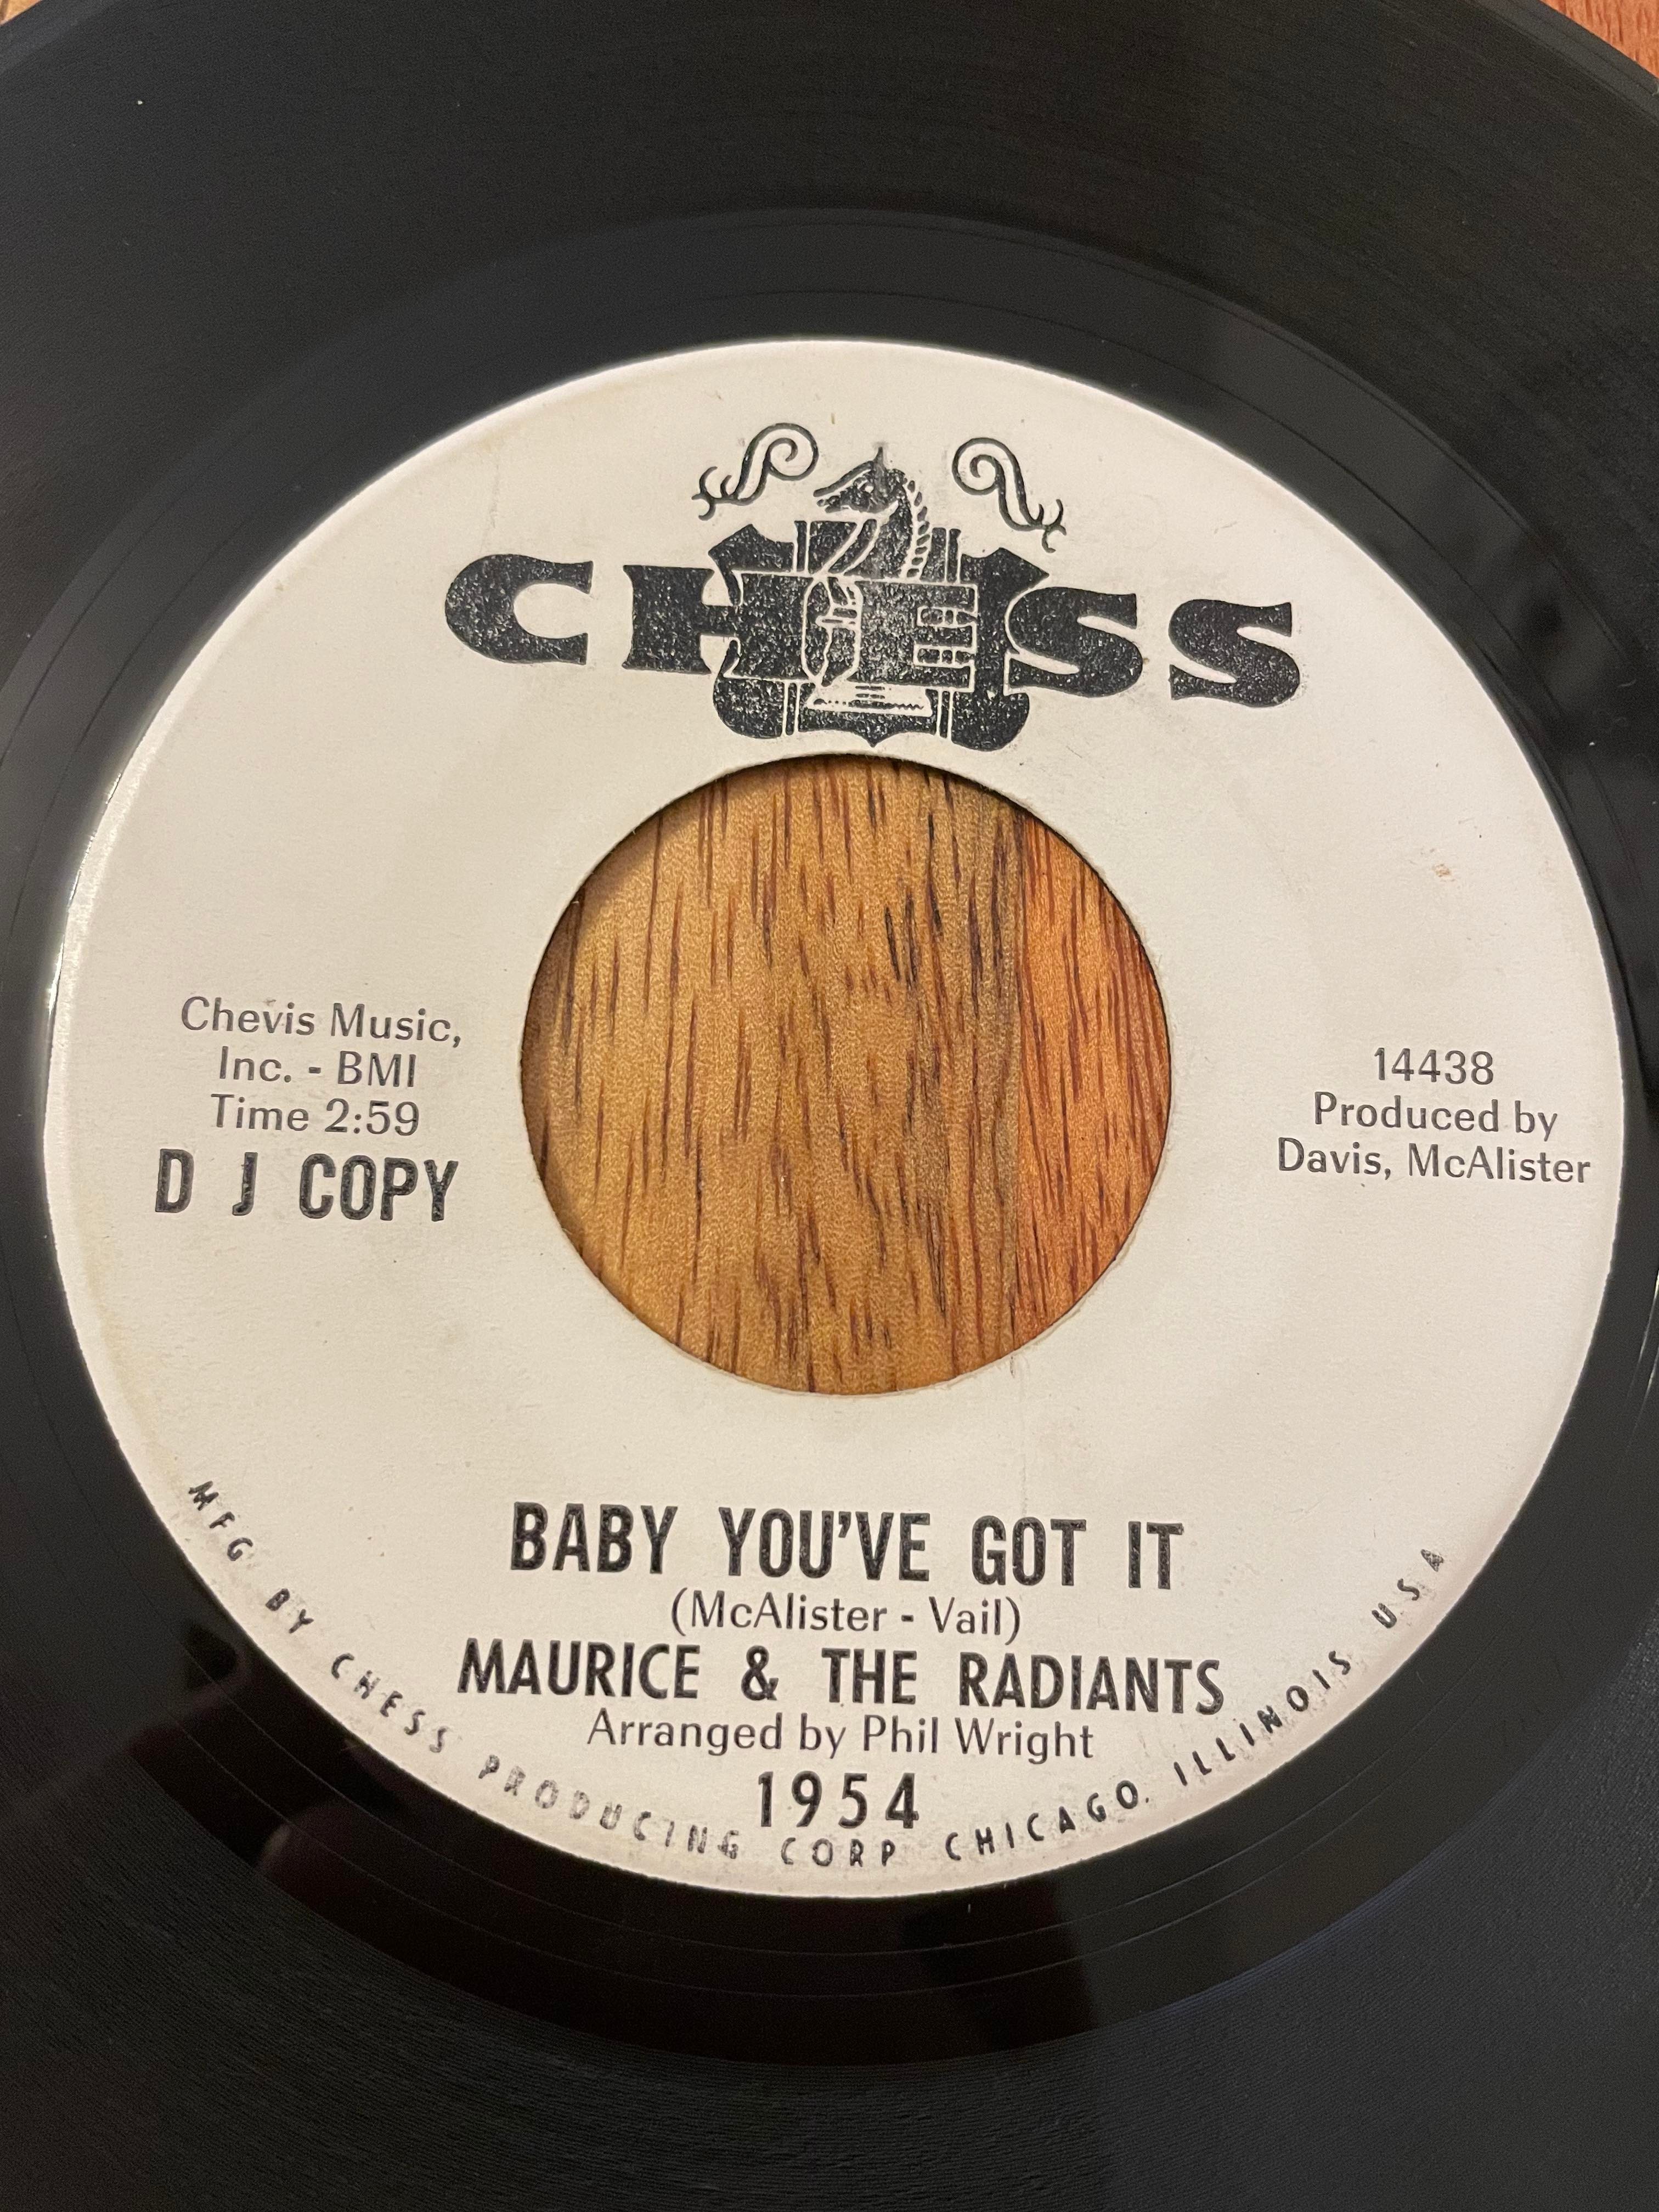 CHESS
Chevis Music,
Inc. - BMI
Time 2:59
D J COPY
14438
Produced by
Davis, McAlister
BABY YOU'VE GOT IT
(McAlister - Vail)
MAURICE & THE RADIANTS
Arranged by Phil Wright
1954
MFG BY CHESS PRODUCING CORP CHICAGO, ILLINOIS USA